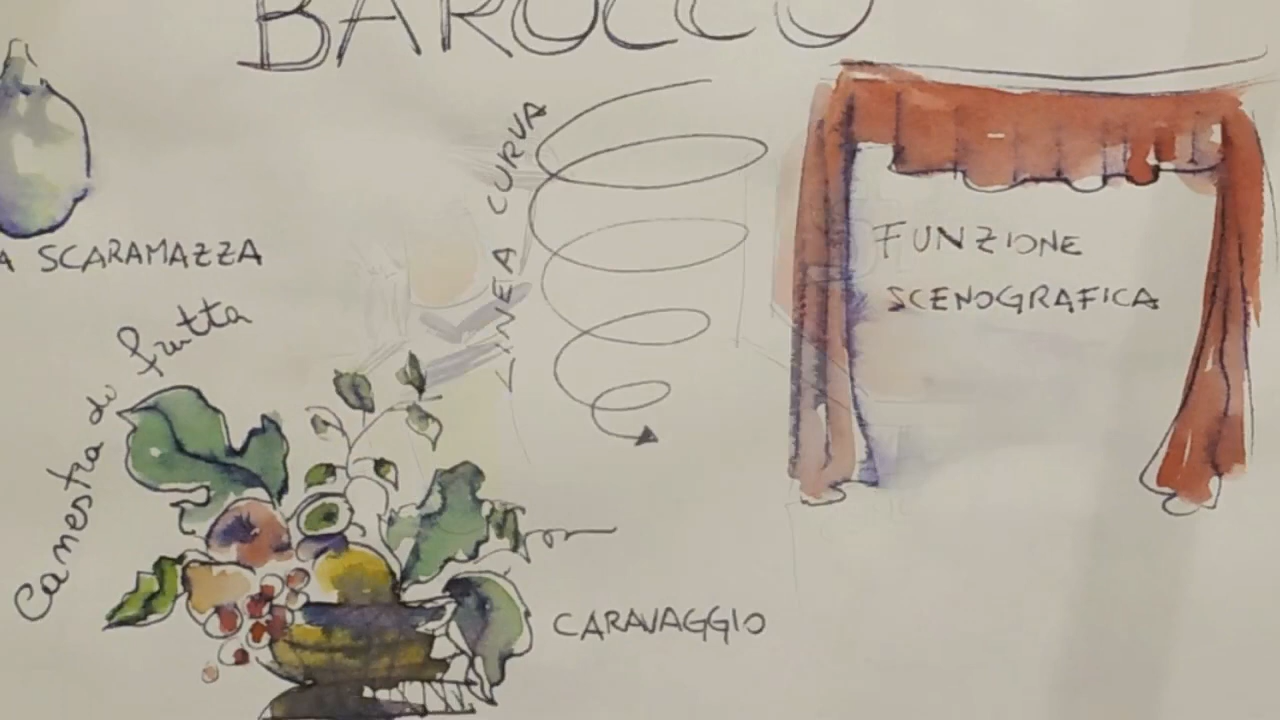 BAROCCO
LINEA CURVA
FUNZIONE
SCENOGRAFICA
A SCARAMAZZA
Canestra di frutta
CARAVAGGIO